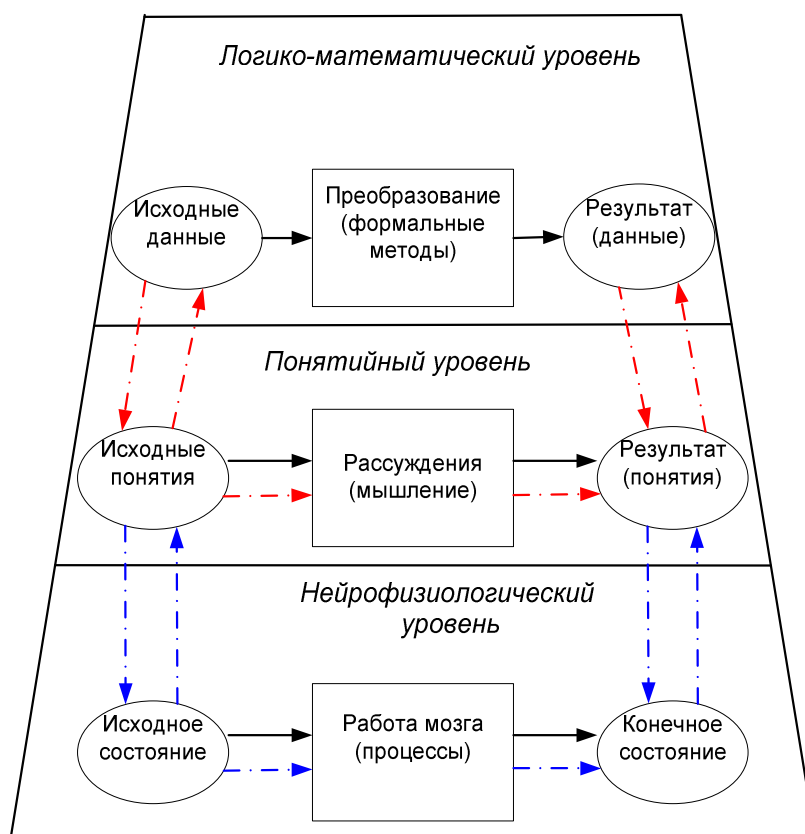 Логико-математический уровень
Исходные
данные
Преобразование
(формальные
методы)
Результат
(данные)
Понятийный уровень
Исходные
понятия
Рассуждения
(мышление)
Результат
(понятия)
Нейрофизиологический
уровень
Исходное
состояние
Работа мозга
(процессы)
Конечное
состояние